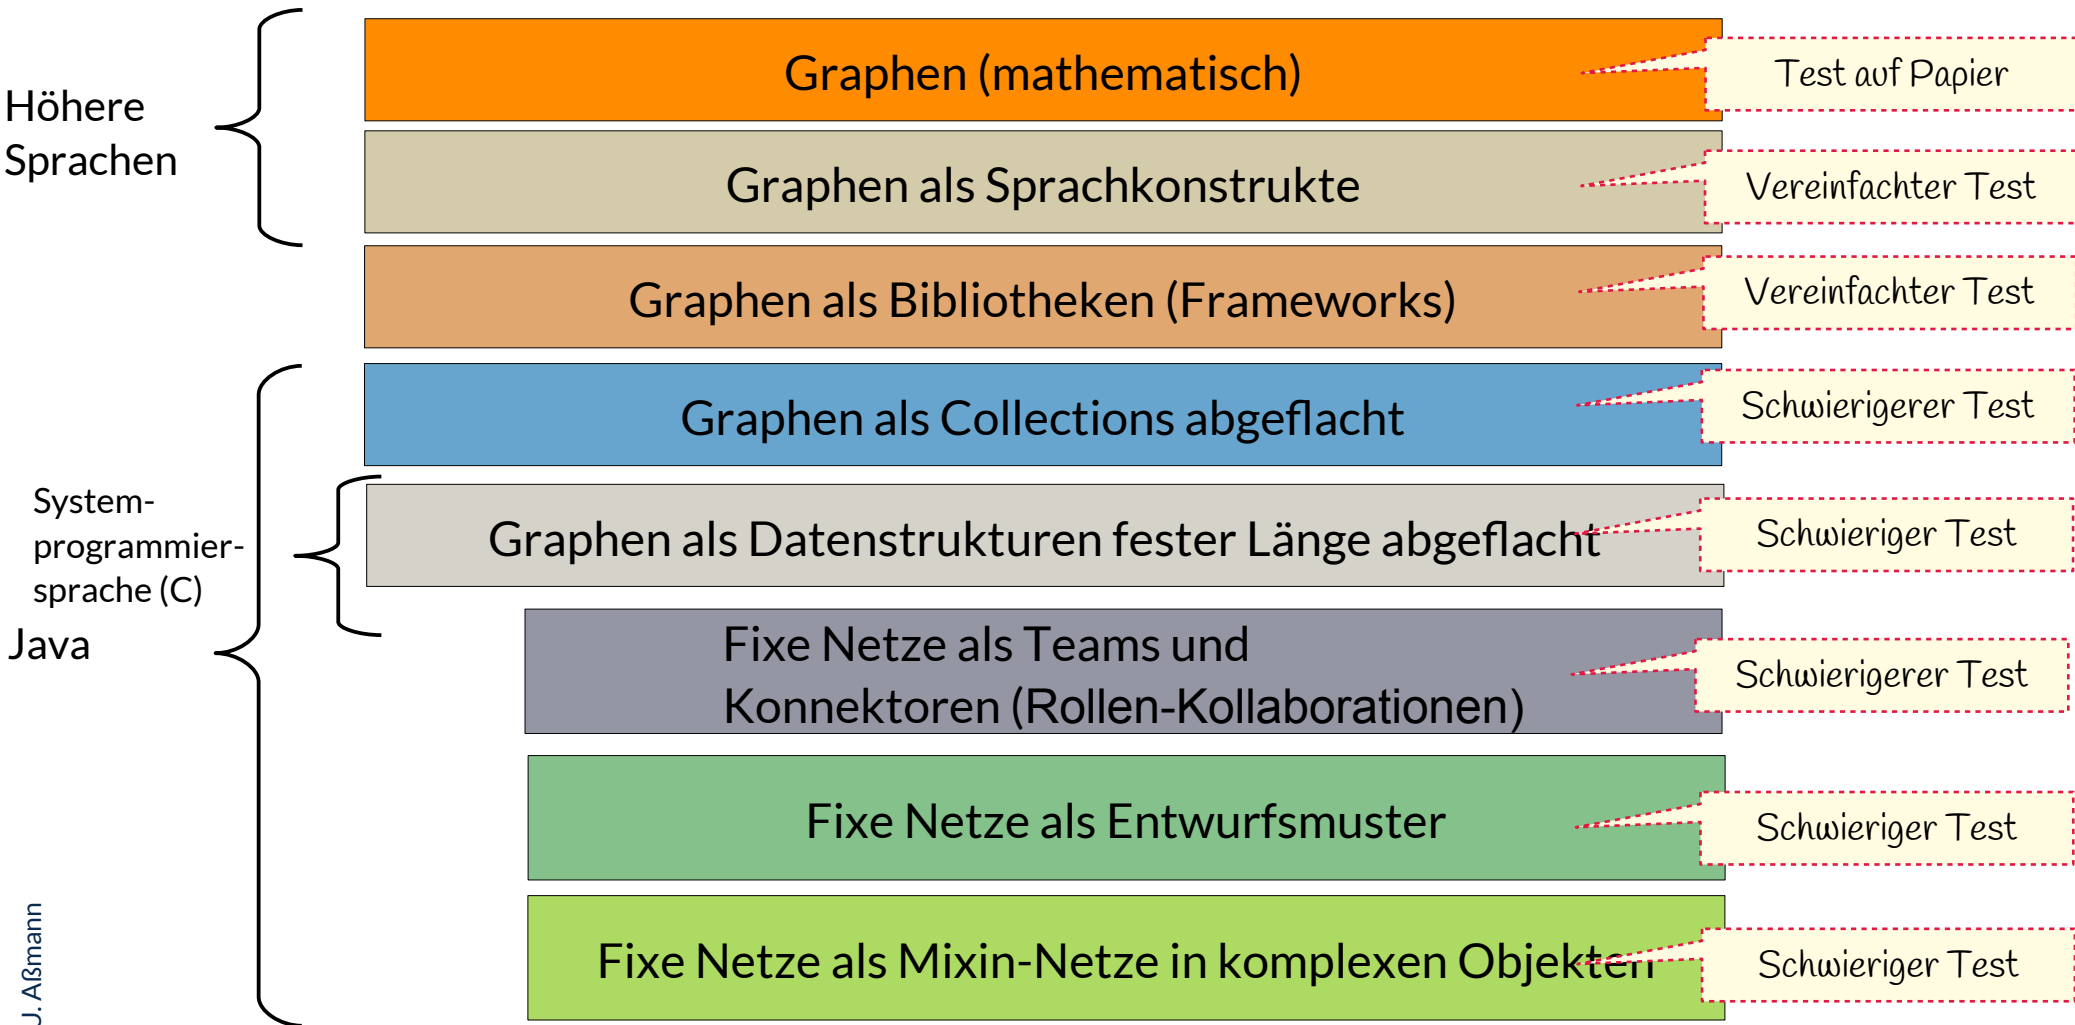 Höhere
Sprachen
Graphen (mathematisch)
Test auf Papier
Graphen als Sprachkonstrukte
Vereinfachter Test
Graphen als Bibliotheken (Frameworks)
Vereinfachter Test
Graphen als Collections abgeflacht
Schwierigerer Test
System-
programmier-
sprache (C)
Java
Graphen als Datenstrukturen fester Länge abgeflacht
Schwieriger Test
Fixe Netze als Teams und
Konnektoren (Rollen-Kollaborationen)
Schwierigerer Test
Fixe Netze als Entwurfsmuster
Schwieriger Test
Fixe Netze als Mixin-Netze in komplexen Objekten
Schwieriger Test
U. Aßmann